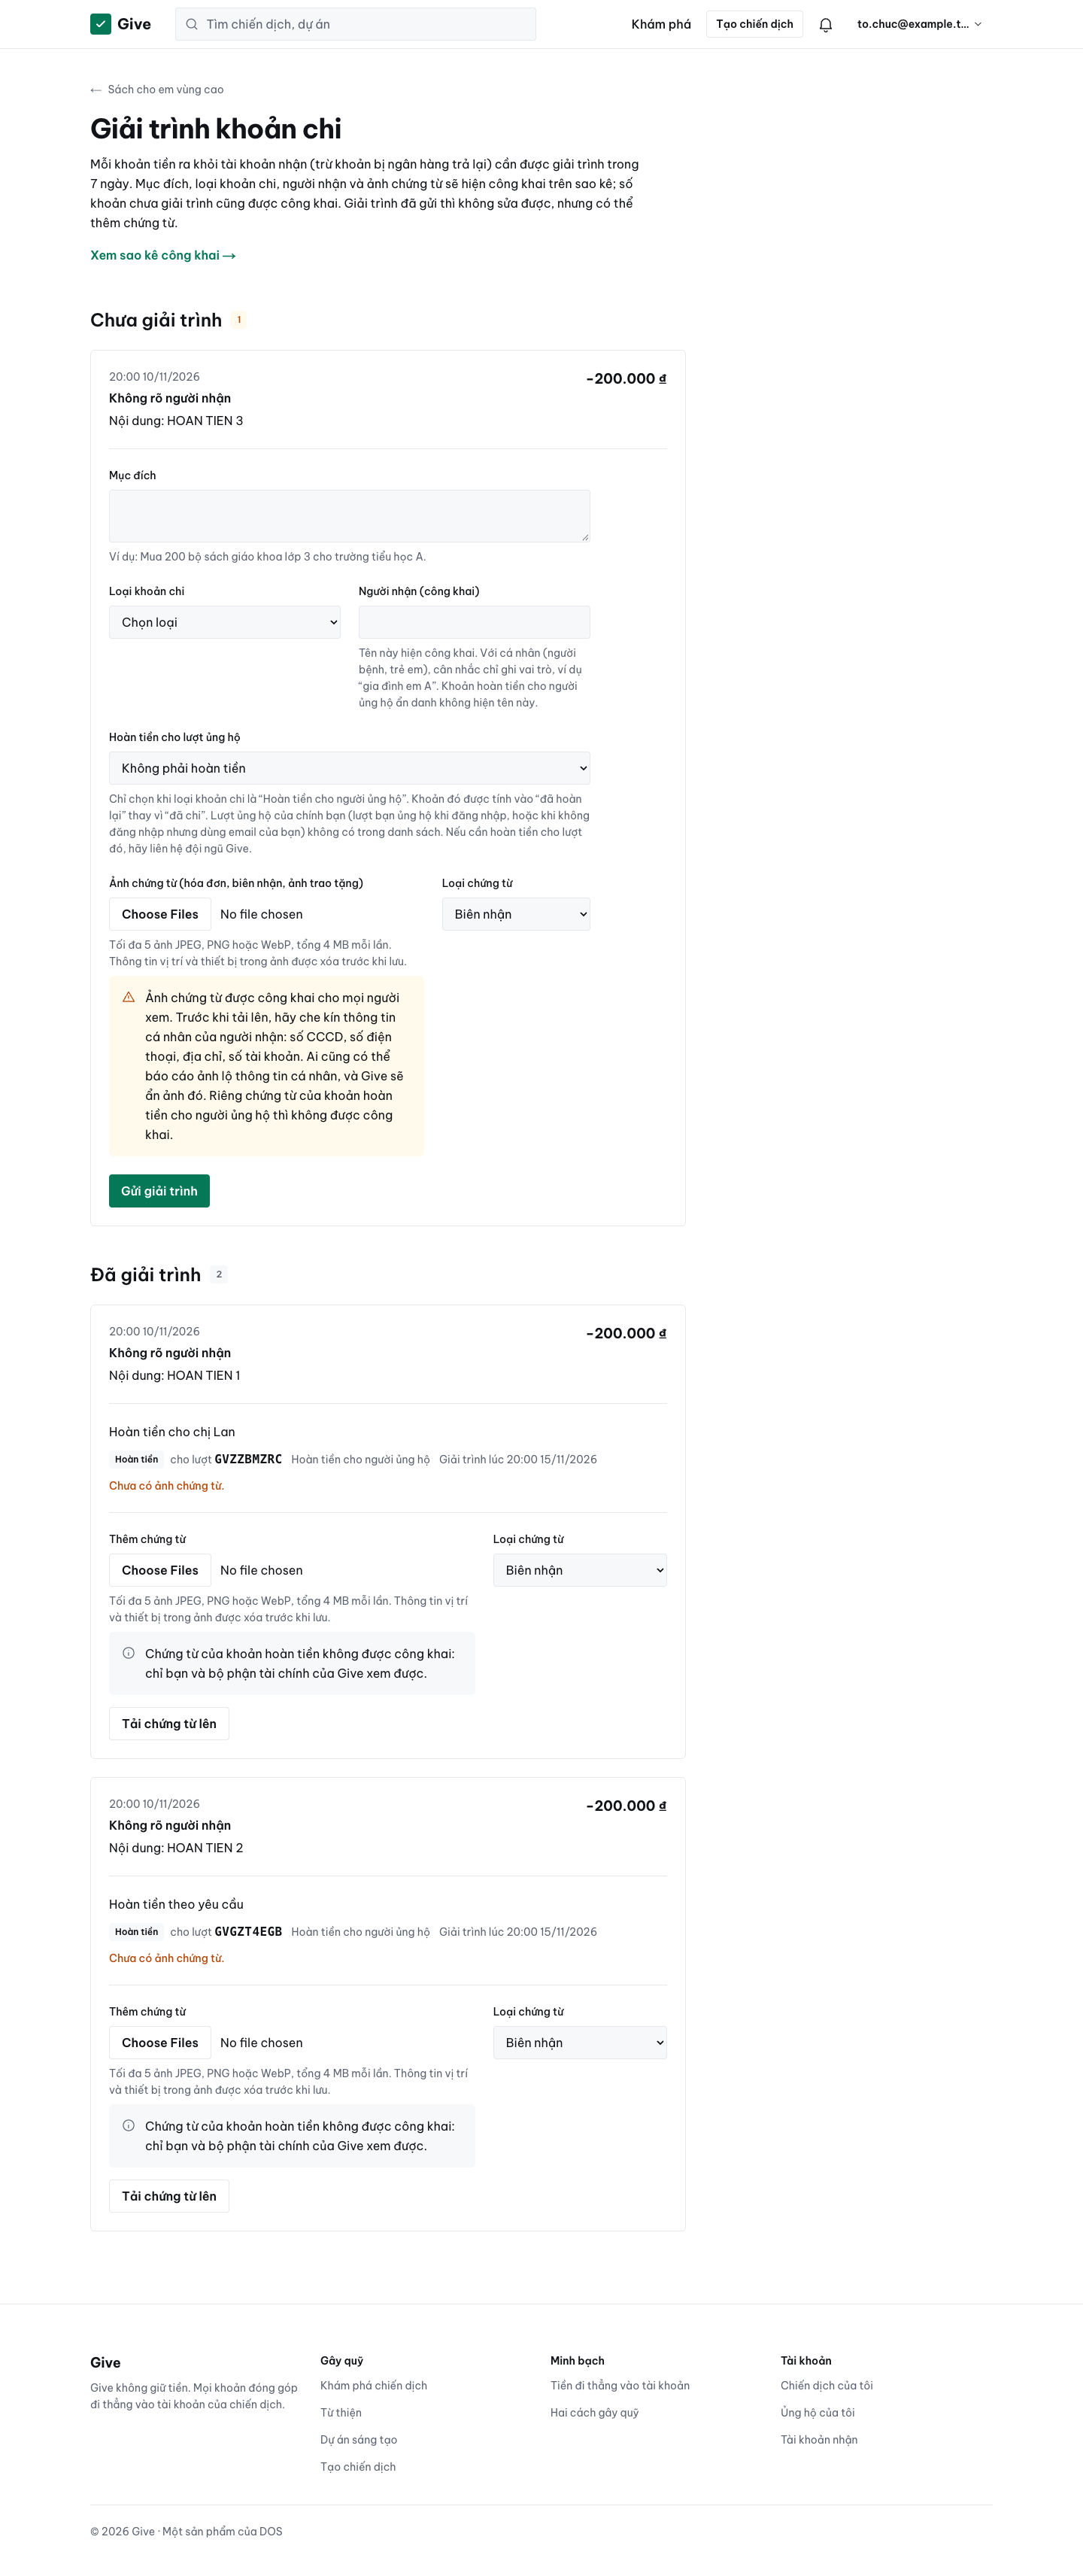 Give
Tìm chiến dịch, dự án
Khám phá
Tạo chiến dịch
to.chuc@example.t...
← Sách cho em vùng cao
Giải trình khoản chi
Mỗi khoản tiền ra khỏi tài khoản nhận (trừ khoản bị ngân hàng trả lại) cần được giải trình trong
7 ngày. Mục đích, loại khoản chi, người nhận và ảnh chứng từ sẽ hiện công khai trên sao kê; số
khoản chưa giải trình cũng được công khai. Giải trình đã gửi thì không sửa được, nhưng có thể
thêm chứng từ.
Xem sao kê công khai →
Chưa giải trình 1
20:00 10/11/2026
-200.000 ₫
Không rõ người nhận
Nội dung: HOAN TIEN 3
Mục đích
Ví dụ: Mua 200 bộ sách giáo khoa lớp 3 cho trường tiểu học A.
Loại khoản chi
Chọn loại
Người nhận (công khai)
Tên này hiện công khai. Với cá nhân (người
bệnh, trẻ em), cân nhắc chỉ ghi vai trò, ví dụ
“gia đình em A”. Khoản hoàn tiền cho người
ủng hộ ẩn danh không hiện tên này.
Hoàn tiền cho lượt ủng hộ
Không phải hoàn tiền
Chỉ chọn khi loại khoản chi là “Hoàn tiền cho người ủng hộ”. Khoản đó được tính vào “đã hoàn
lại” thay vì “đã chi”. Lượt ủng hộ của chính bạn (lượt bạn ủng hộ khi đăng nhập, hoặc khi không
đăng nhập nhưng dùng email của bạn) không có trong danh sách. Nếu cần hoàn tiền cho lượt
đó, hãy liên hệ đội ngũ Give.
Ảnh chứng từ (hóa đơn, biên nhận, ảnh trao tặng)
Choose Files No file chosen
Loại chứng từ
Biên nhận
Tối đa 5 ảnh JPEG, PNG hoặc WebP, tổng 4 MB mỗi lần.
Thông tin vị trí và thiết bị trong ảnh được xóa trước khi lưu.
Ảnh chứng từ được công khai cho mọi người
xem. Trước khi tải lên, hãy che kín thông tin
cá nhân của người nhận: số CCCD, số điện
thoại, địa chỉ, số tài khoản. Ai cũng có thể
báo cáo ảnh lộ thông tin cá nhân, và Give sẽ
ẩn ảnh đó. Riêng chứng từ của khoản hoàn
tiền cho người ủng hộ thì không được công
khai.
Gửi giải trình
Đã giải trình 2
20:00 10/11/2026
-200.000 ₫
Không rõ người nhận
Nội dung: HOAN TIEN 1
Hoàn tiền cho chị Lan
Hoàn tiền cho lượt GVZZBMZRC Hoàn tiền cho người ủng hộ Giải trình lúc 20:00 15/11/2026
Chưa có ảnh chứng từ.
Thêm chứng từ
Choose Files No file chosen
Loại chứng từ
Biên nhận
Tối đa 5 ảnh JPEG, PNG hoặc WebP, tổng 4 MB mỗi lần. Thông tin vị trí
và thiết bị trong ảnh được xóa trước khi lưu.
Chứng từ của khoản hoàn tiền không được công khai:
chỉ bạn và bộ phận tài chính của Give xem được.
Tải chứng từ lên
20:00 10/11/2026
-200.000 ₫
Không rõ người nhận
Nội dung: HOAN TIEN 2
Hoàn tiền theo yêu cầu
Hoàn tiền cho lượt GVGZT4EGB Hoàn tiền cho người ủng hộ Giải trình lúc 20:00 15/11/2026
Chưa có ảnh chứng từ.
Thêm chứng từ
Choose Files No file chosen
Loại chứng từ
Biên nhận
Tối đa 5 ảnh JPEG, PNG hoặc WebP, tổng 4 MB mỗi lần. Thông tin vị trí
và thiết bị trong ảnh được xóa trước khi lưu.
Chứng từ của khoản hoàn tiền không được công khai:
chỉ bạn và bộ phận tài chính của Give xem được.
Tải chứng từ lên
Give
Give không giữ tiền. Mọi khoản đóng góp
đi thẳng vào tài khoản của chiến dịch.
Gây quỹ
Khám phá chiến dịch
Từ thiện
Dự án sáng tạo
Tạo chiến dịch
Minh bạch
Tiền đi thẳng vào tài khoản
Hai cách gây quỹ
Tài khoản
Chiến dịch của tôi
Ủng hộ của tôi
Tài khoản nhận
© 2026 Give · Một sản phẩm của DOS